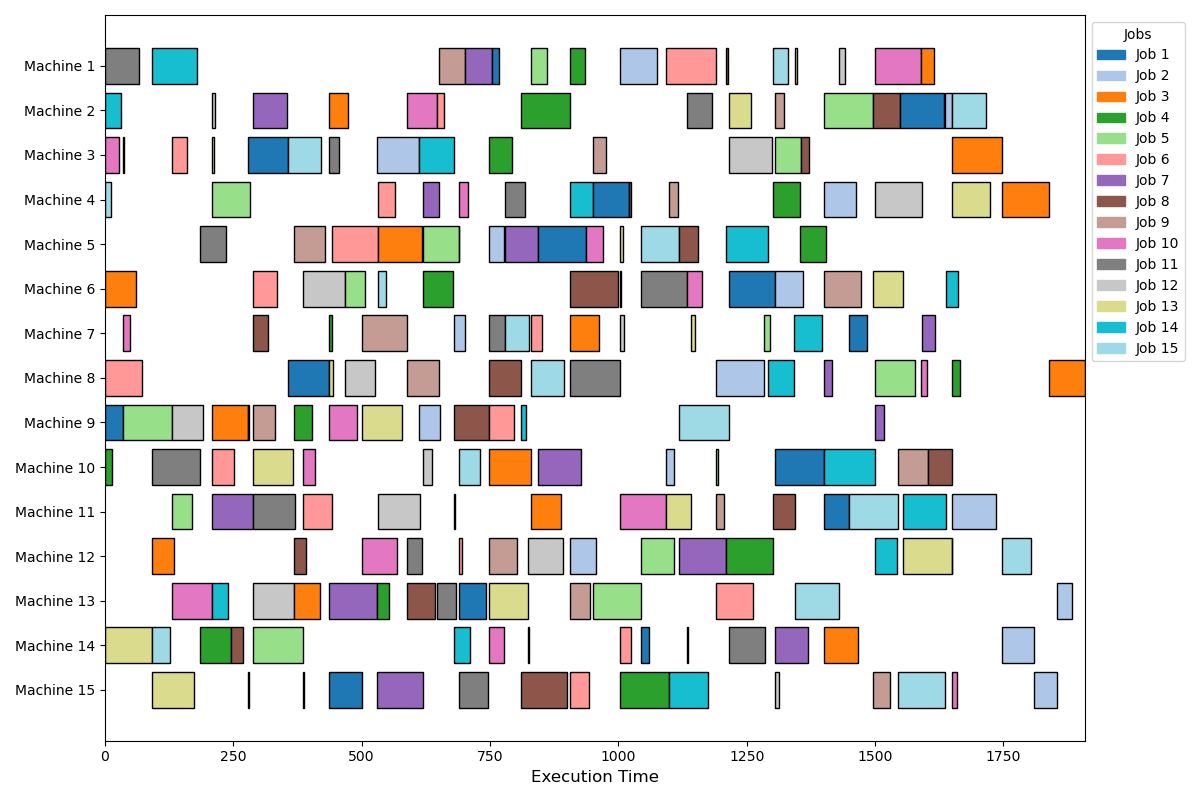 Machine 1
Machine 2
Machine 3
Machine 4
Machine 5
Machine 6
Machine 7
Machine 8
Machine 9
Machine 10
Machine 11
Machine 12
Machine 13
Machine 14
Machine 15
0 250 500 750 1000 1250 1500 1750
Execution Time
Jobs
Job 1
Job 2
Job 3
Job 4
Job 5
Job 6
Job 7
Job 8
Job 9
Job 10
Job 11
Job 12
Job 13
Job 14
Job 15